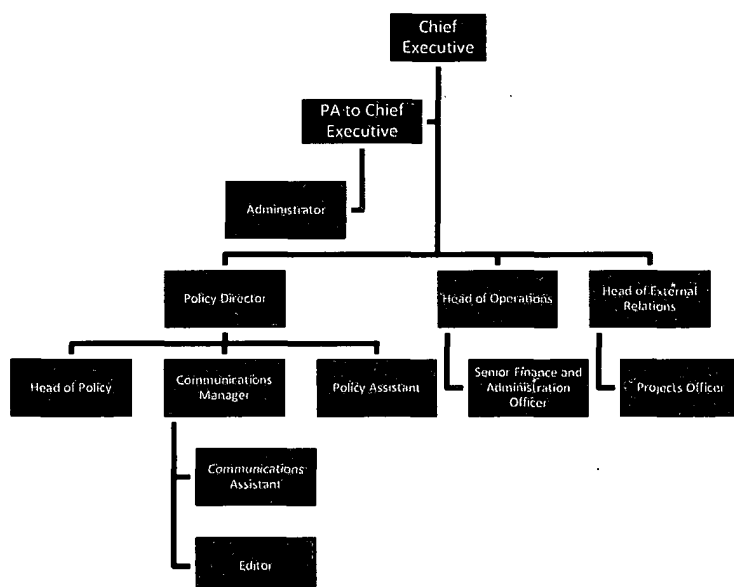 Chief
Executive
PA to Chief
Executive
Administrator
Policy Director
Head of Operations
Head of External
Relations
Head of Policy
Communications
Manager
Policy Assistant
Senior Finance and
Administration
Officer
Projects Officer
Communications
Assistant
Editor